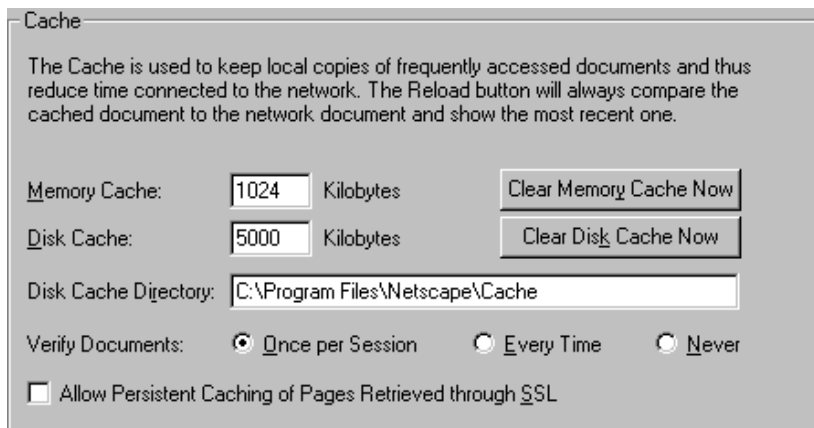 Cache
The Cache is used to keep local copies of frequently accessed documents and thus
reduce time connected to the network. The Reload button will always compare the
cached document to the network document and show the most recent one.
Memory Cache: 1024 Kilobytes Clear Memory Cache Now
Disk Cache: 5000 Kilobytes Clear Disk Cache Now
Disk Cache Directory: C:\Program Files\Netscape\Cache
Verify Documents: Once per Session Every Time Never
Allow Persistent Caching of Pages Retrieved through SSL